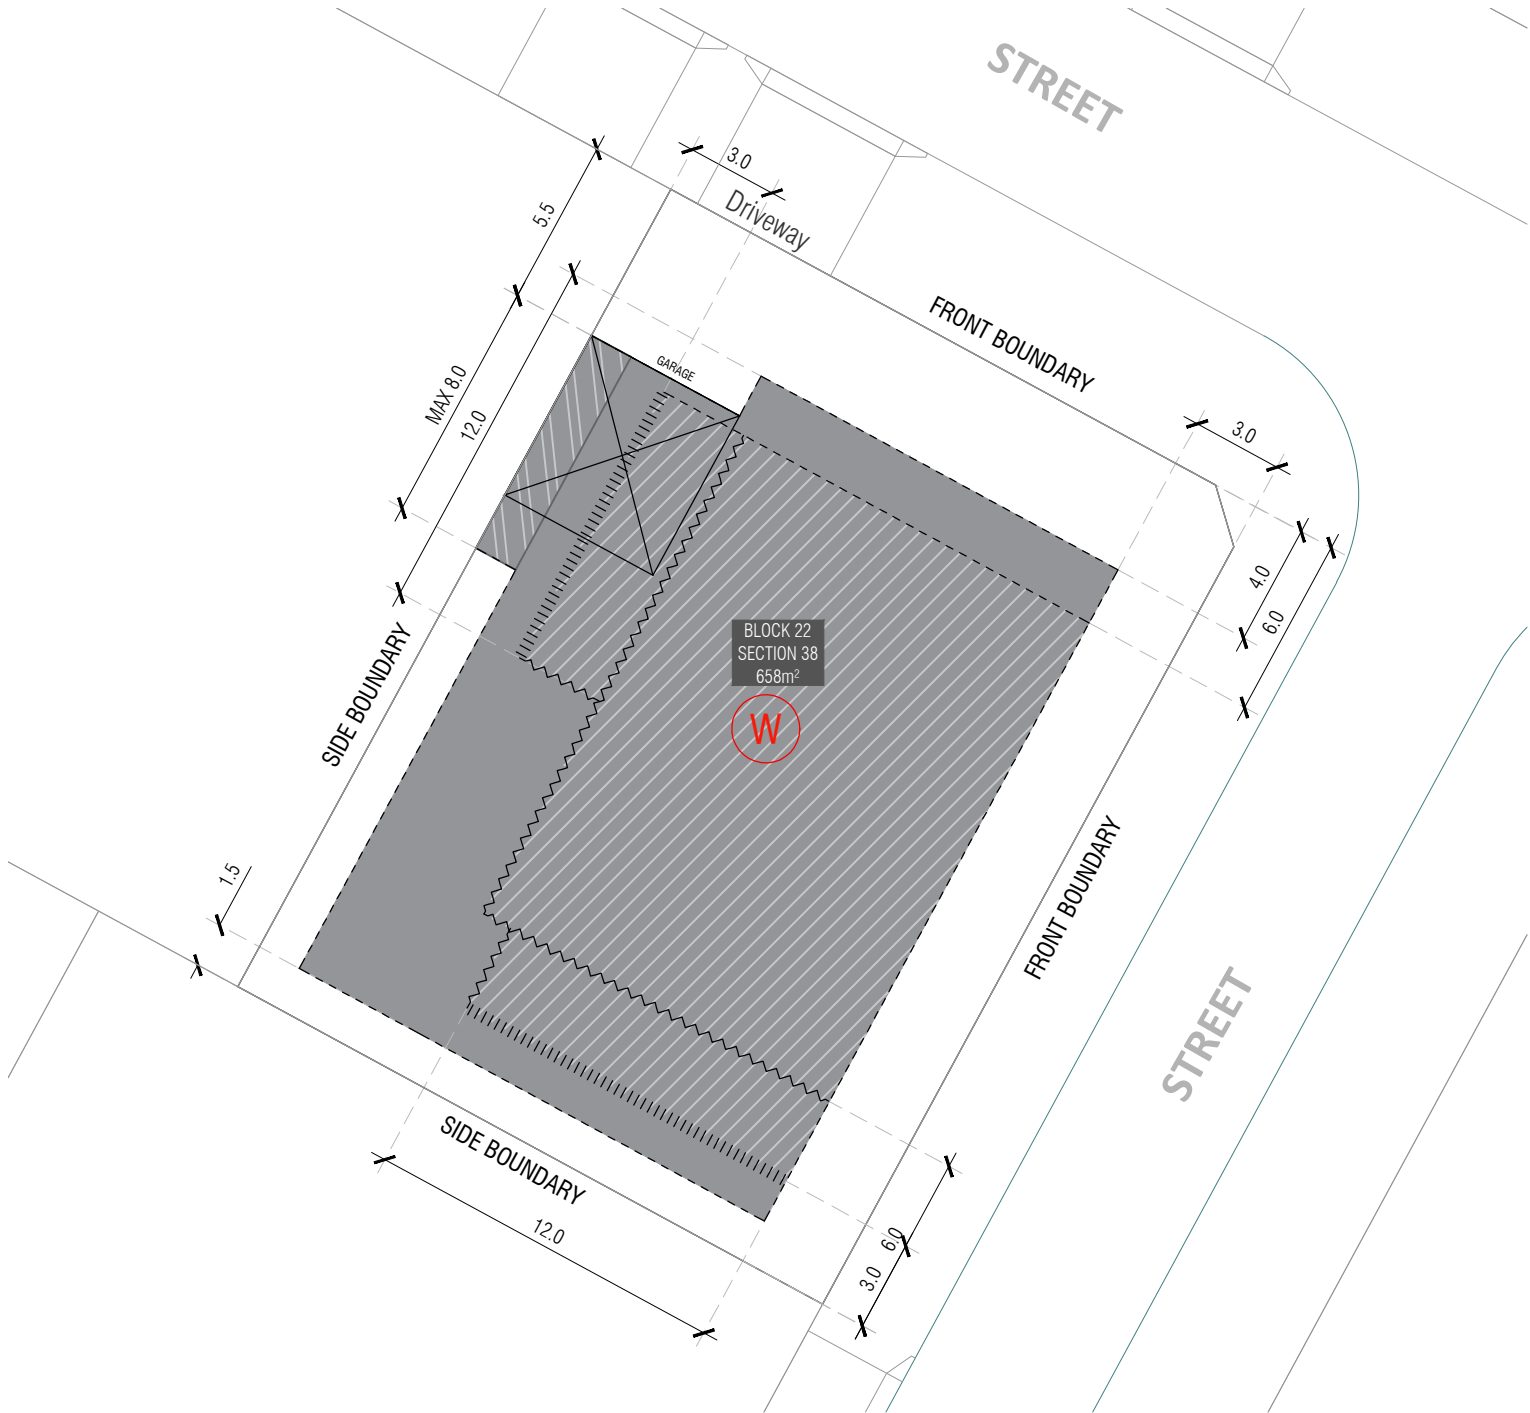 STREET
3.0
Driveway
5.5
FRONT BOUNDARY
GARAGE
MAX 8.0
12.0
3.0
4.0
6.0
BLOCK 22
SECTION 38
658m²
W
SIDE BOUNDARY
1.5
FRONT BOUNDARY
STREET
SIDE BOUNDARY
12.0
6.0
3.0